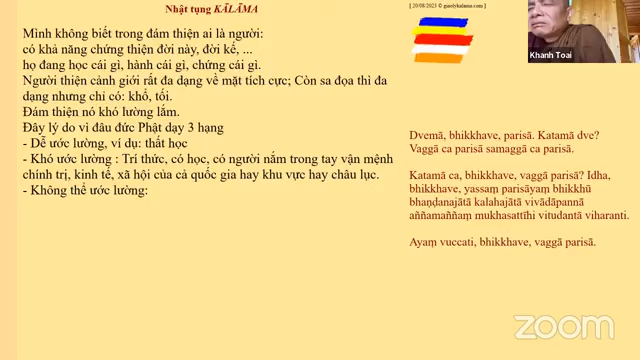 Nhật tụng KĀLĀMA
[ 20/08/2023 © giaolykalama.com ]
Mình không biết trong đám thiện ai là người:
có khả năng chứng thiện đời này, đời kế, ...
họ đang học cái gì, hành cái gì, chứng cái gì.
Người thiện cảnh giới rất đa dạng về mặt tích cực; Còn sa đọa thì đa
dạng nhưng chỉ có: khổ, tối.
Đám thiện nó khó lường lắm.
Đây lý do vì đâu đức Phật dạy 3 hạng
- Dễ ước lường, ví dụ: thất học
- Khó ước lường : Trí thức, có học, có người nắm trong tay vận mệnh
chính trị, kinh tế, xã hội của cả quốc gia hay khu vực hay châu lục.
- Không thể ước lường:
Khanh Toai
Dvemā, bhikkhave, parisā. Katamā dve?
Vaggā ca parisā samaggā ca parisā.
Katamā ca, bhikkhave, vaggā parisā? Idha,
bhikkhave, yassaṃ parisāyaṃ bhikkhū
bhaṇḍanajātā kalahajātā vivādāpannā
aññamaññaṃ mukhasattīhi vitudantā viharanti.
Ayaṃ vuccati, bhikkhave, vaggā parisā.
zoom